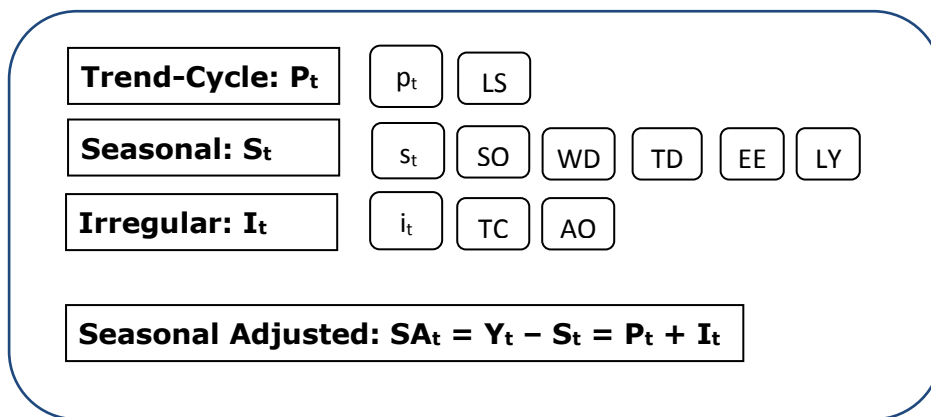 Trend-Cycle: Pt pt LS
Seasonal: St st SO WD TD EE LY
Irregular: It it TC AO
Seasonal Adjusted: SAt = Yt – St = Pt + It